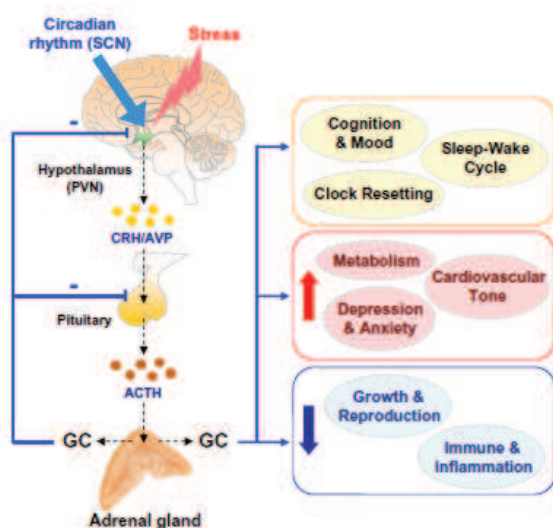 Circadian
rhythm (SCN)
Stress
-
Hypothalamus
(PVN)
CRH/AVP
-
Pituitary
ACTH
GC
GC
Adrenal gland
Cognition
& Mood
Sleep-Wake
Cycle
Clock Resetting
Metabolism
Cardiovascular
Tone
Depression
& Anxiety
Growth &
Reproduction
Immune &
Inflammation